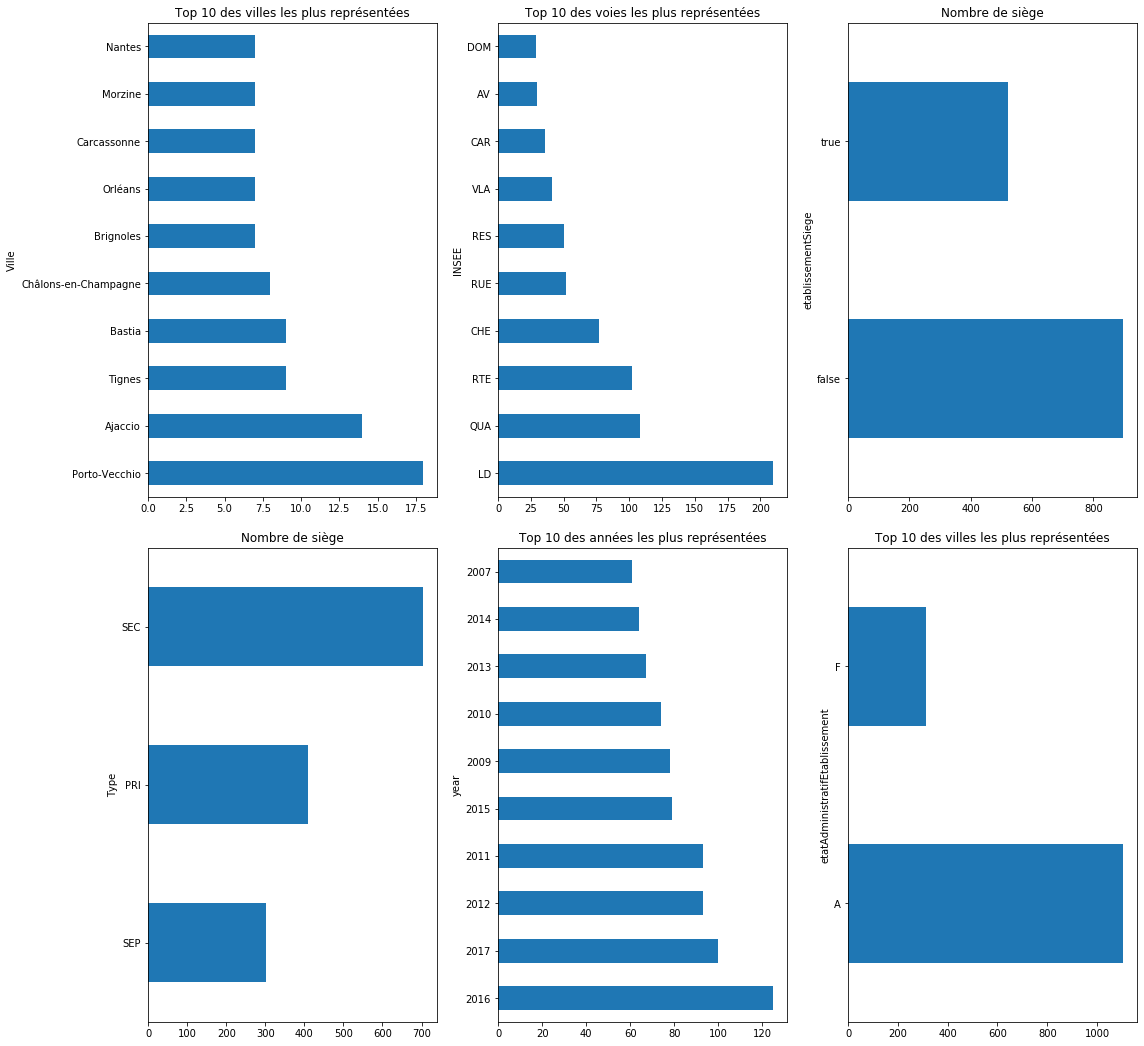 Top 10 des villes les plus représentées
Ville
Nantes
Morzine
Carcassonne
Orléans
Brignoles
Châlons-en-Champagne
Bastia
Tignes
Ajaccio
Porto-Vecchio
0.0 2.5 5.0 7.5 10.0 12.5 15.0 17.5
Top 10 des voies les plus représentées
INSEE
DOM
AV
CAR
VLA
RES
RUE
CHE
RTE
QUA
LD
0 25 50 75 100 125 150 175 200
Nombre de siège
etablissementSiege
true
false
0 200 400 600 800
Nombre de siège
Type
SEC
PRI
SEP
0 100 200 300 400 500 600 700
Top 10 des années les plus représentées
year
2007
2014
2013
2010
2009
2015
2011
2012
2017
2016
0 20 40 60 80 100 120
Top 10 des villes les plus représentées
etatAdministratifEtablissement
F
A
0 200 400 600 800 1000